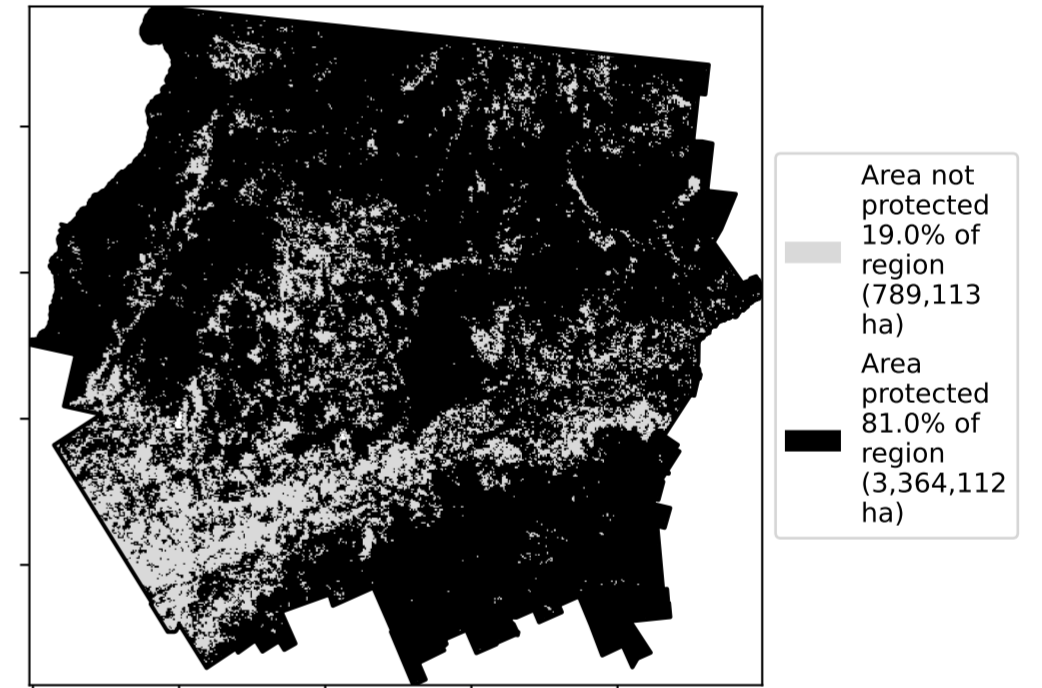 Area not
protected
19.0% of
region
(789,113
ha)
Area
protected
81.0% of
region
(3,364,112
ha)